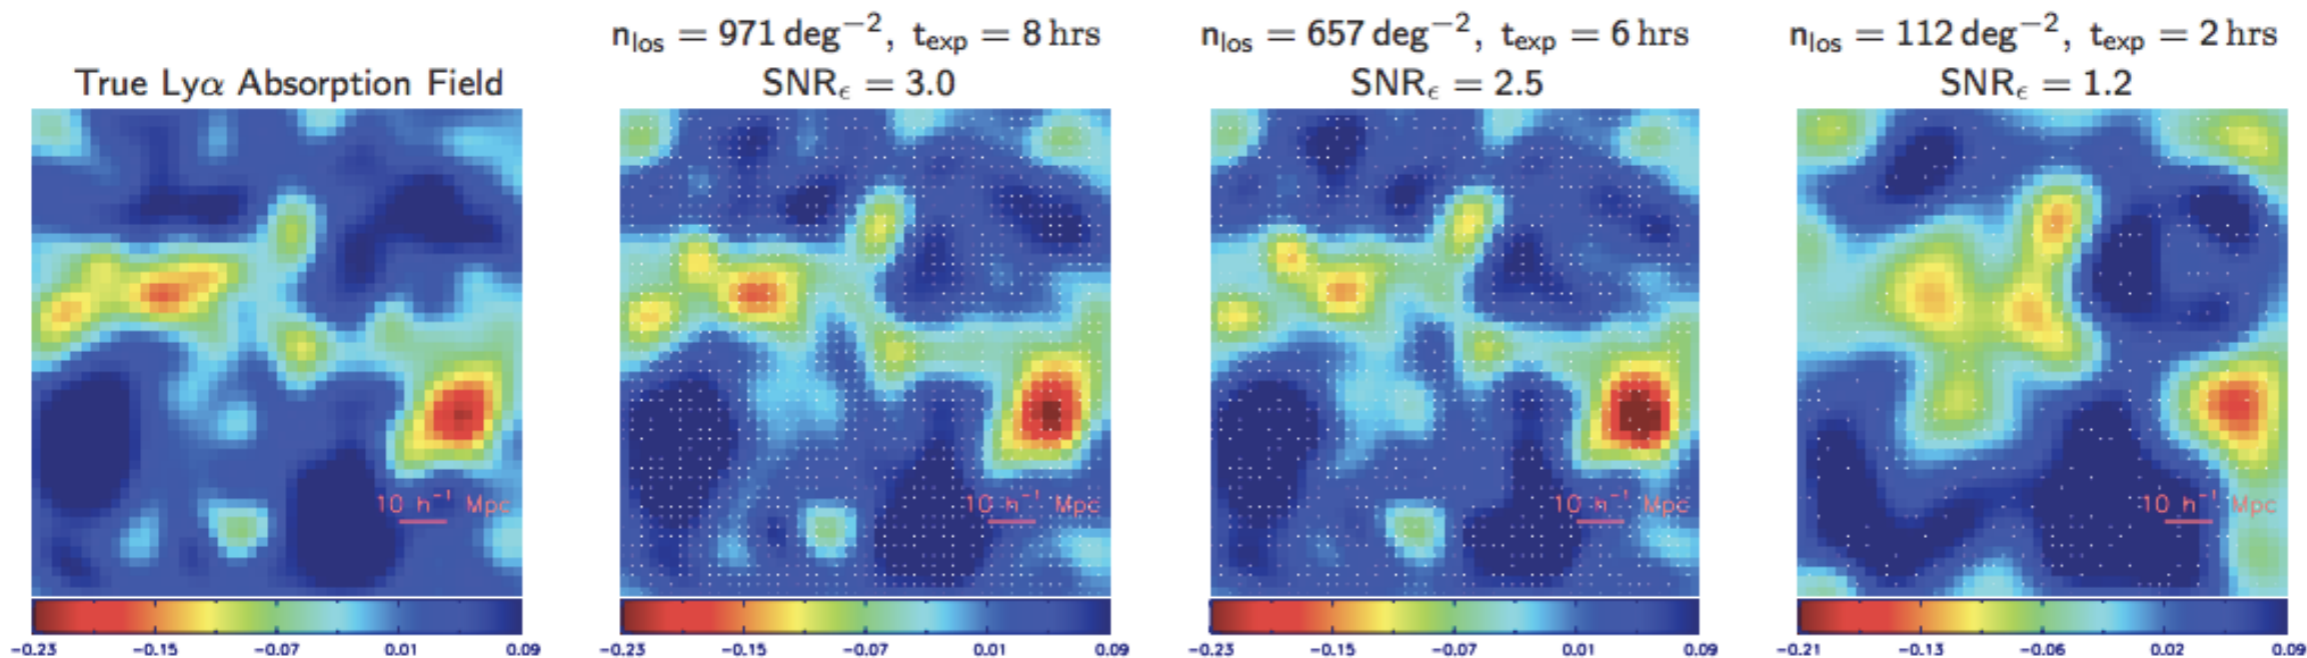 True Lyα Absorption Field
n_los = 971 deg⁻², t_exp = 8 hrs
SNR_ϵ = 3.0
n_los = 657 deg⁻², t_exp = 6 hrs
SNR_ϵ = 2.5
n_los = 112 deg⁻², t_exp = 2 hrs
SNR_ϵ = 1.2
10 h⁻¹ Mpc
10 h⁻¹ Mpc
10 h⁻¹ Mpc
10 h⁻¹ Mpc
-0.23 -0.15 -0.07 0.01 0.09
-0.23 -0.15 -0.07 0.01 0.09
-0.23 -0.15 -0.07 0.01 0.09
-0.21 -0.13 -0.06 0.02 0.09